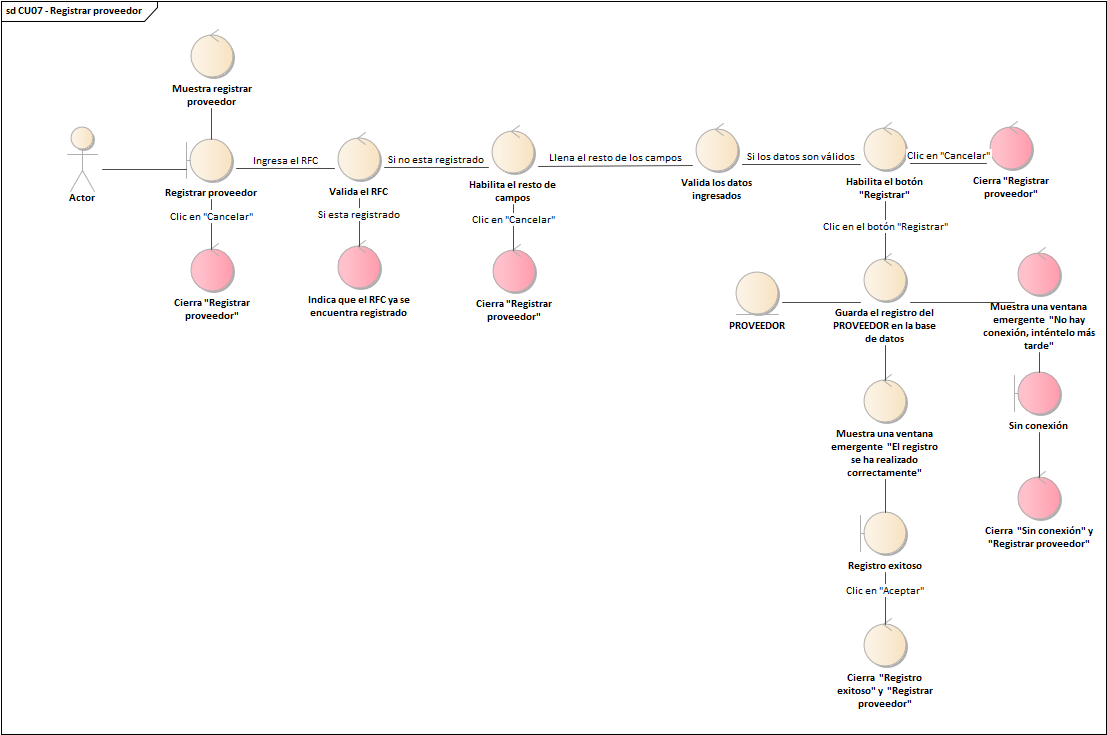 sd CU07 - Registrar proveedor
Muestra registrar
proveedor
Actor
Registrar proveedor
Ingresa el RFC
Valida el RFC
Si no esta registrado
Habilita el resto de
campos
Llena el resto de los campos
Valida los datos
ingresados
Si los datos son válidos
Habilita el botón
"Registrar"
Clic en "Cancelar"
Cierra "Registrar
proveedor"
Clic en "Cancelar"
Cierra "Registrar
proveedor"
Si esta registrado
Indica que el RFC ya se
encuentra registrado
Clic en "Cancelar"
Cierra "Registrar
proveedor"
Clic en el botón "Registrar"
PROVEEDOR
Guarda el registro del
PROVEEDOR en la base
de datos
Muestra una ventana
emergente "No hay
conexión, inténtelo más
tarde"
Sin conexión
Cierra "Sin conexión" y
"Registrar proveedor"
Muestra una ventana
emergente "El registro
se ha realizado
correctamente"
Registro exitoso
Clic en "Aceptar"
Cierra "Registro
exitoso" y "Registrar
proveedor"